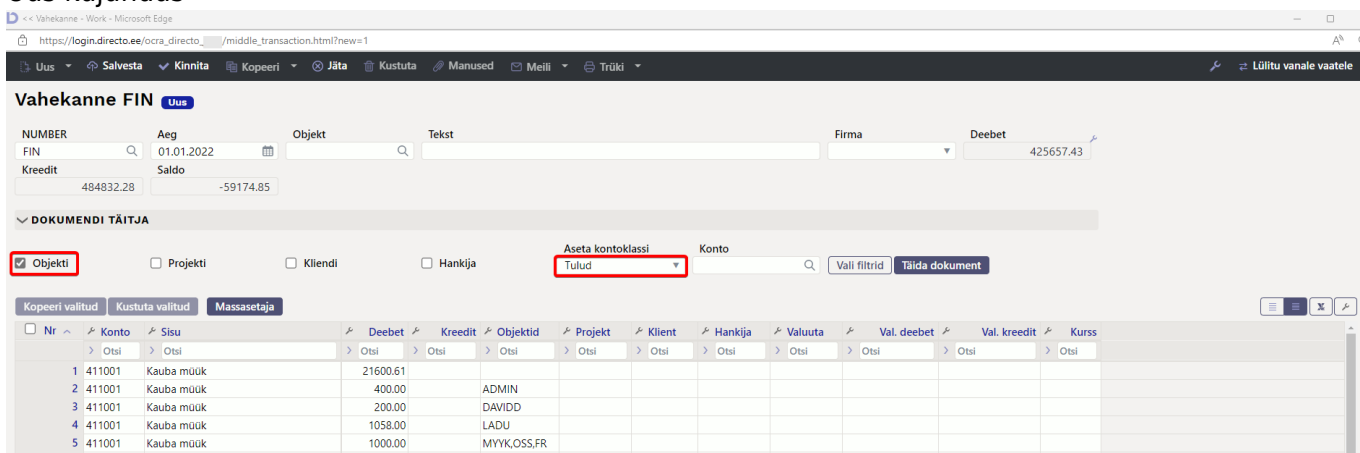 << Vahekanne - Work - Microsoft Edge
https://login.directo.ee/ocra_directo_ /middle_transaction.html?new=1
Uus Salvesta Kinnita Kopeeri Jäta Kustuta Manused Meili Trüki Lülitu vanale vaatele
Vahekanne FIN Uus
NUMBER Aeg Objekt Tekst Firma Deebet
FIN 01.01.2022 425657.43
Kreedit Saldo
484832.28 -59174.85
DOKUMENDI TÄITJA
Aseta kontoklassi Konto
Objekti Projekti Kliendi Hankija Tulud Vali filtrid Täida dokument
Kopeeri valitud Kustuta valitud Massasetaja
Nr Konto Sisu Deebet Kreedit Objektid Projekt Klient Hankija Valuuta Val. deebet Val. kreedit Kurss
> Otsi > Otsi > Otsi > Otsi > Otsi > Otsi > Otsi > Otsi > Otsi > Otsi > Otsi > Otsi
1 411001 Kauba müük 21600.61
2 411001 Kauba müük 400.00 ADMIN
3 411001 Kauba müük 200.00 DAVIDD
4 411001 Kauba müük 1058.00 LADU
5 411001 Kauba müük 1000.00 MYYK,OSS,FR